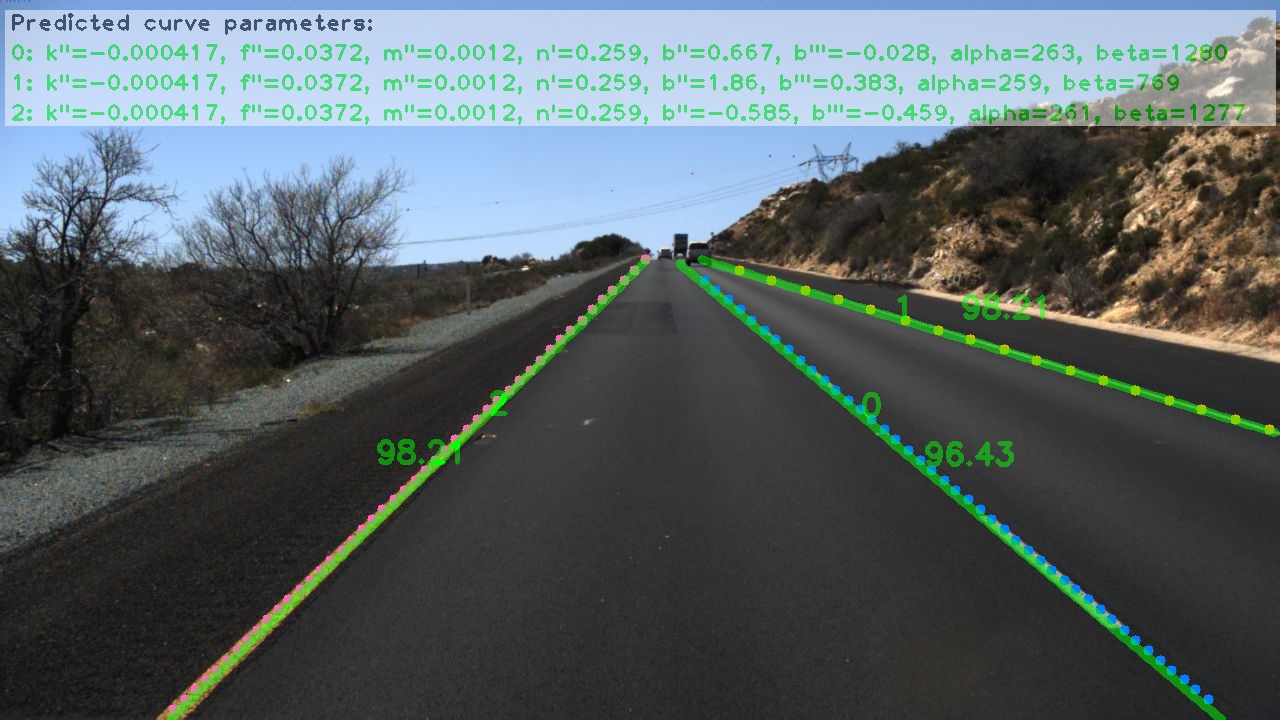 Predicted curve parameters:
0: k''=-0.000417, f''=0.0372, m''=0.0012, n'=0.259, b''=0.667, b'''=-0.028, alpha=263, beta=1280
1: k''=-0.000417, f''=0.0372, m''=0.0012, n'=0.259, b''=1.86, b'''=0.383, alpha=259, beta=769
2: k''=-0.000417, f''=0.0372, m''=0.0012, n'=0.259, b''=-0.585, b'''=-0.459, alpha=261, beta=1277
1 98.21
2 0
98.21 96.43